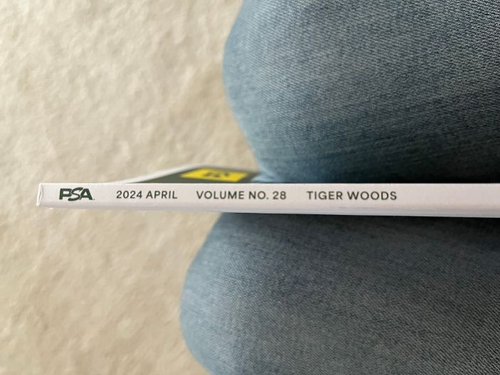 PSA 2024 APRIL VOLUME NO. 28 TIGER WOODS